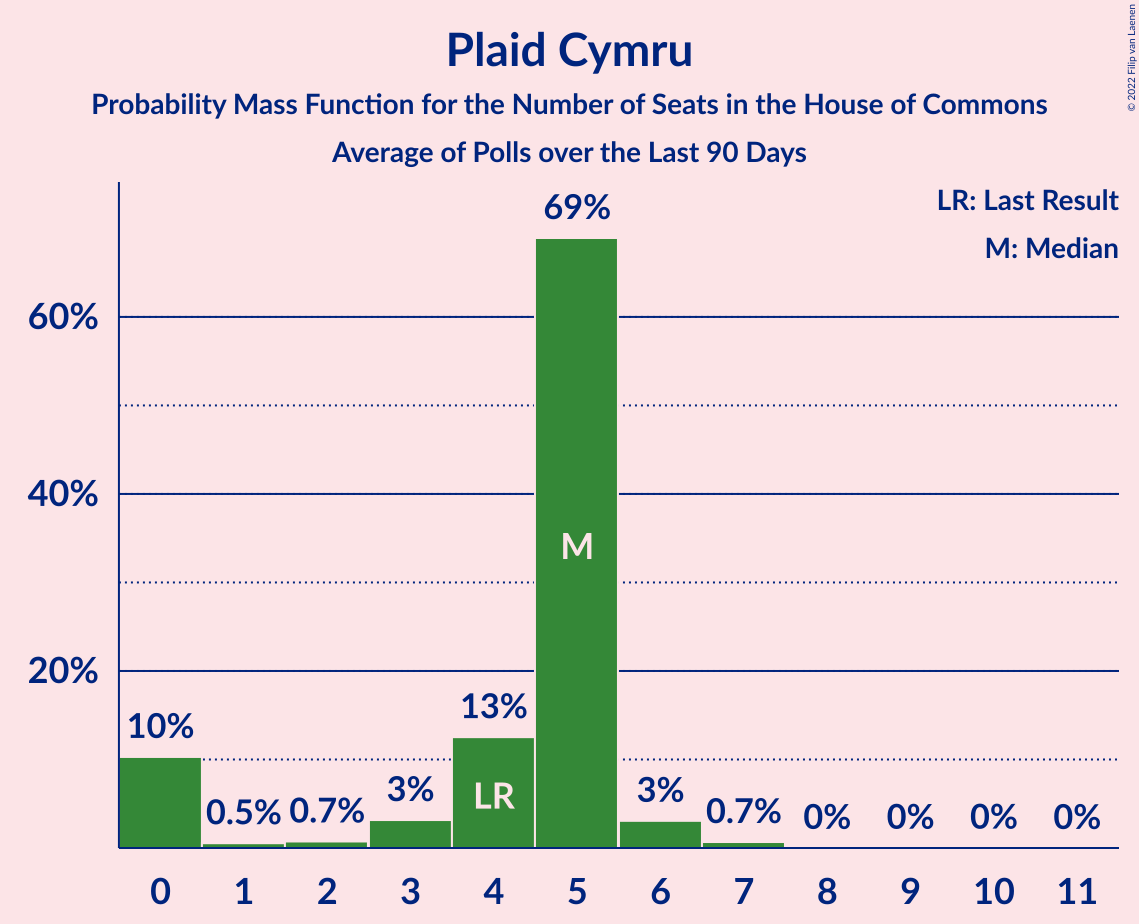 Plaid Cymru
Probability Mass Function for the Number of Seats in the House of Commons
Average of Polls over the Last 90 Days
© 2022 Filip van Laenen
LR: Last Result
M: Median
60%
40%
20%
10%
0.5%
0.7%
3%
13%
69%
3%
0.7%
0%
0%
0%
0%
LR
M
0 1 2 3 4 5 6 7 8 9 10 11